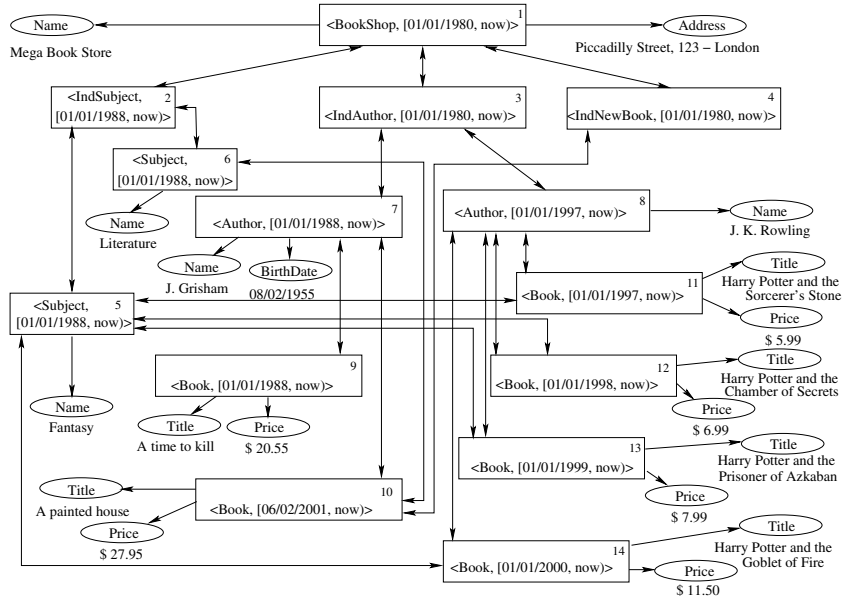 1
<BookShop, [01/01/1980, now)>
Name
Mega Book Store
Address
Piccadilly Street, 123 − London
2
<IndSubject,
[01/01/1988, now)>
3
<IndAuthor, [01/01/1980, now)>
4
<IndNewBook, [01/01/1980, now)>
6
<Subject,
[01/01/1988, now)>
Name
Literature
7
<Author, [01/01/1988, now)>
Name
J. Grisham
BirthDate
08/02/1955
8
<Author, [01/01/1997, now)>
Name
J. K. Rowling
11
<Book, [01/01/1997, now)>
Title
Harry Potter and the
Sorcerer's Stone
Price
$ 5.99
5
<Subject,
[01/01/1988, now)>
Name
Fantasy
9
<Book, [01/01/1988, now)>
Title
A time to kill
Price
$ 20.55
12
<Book, [01/01/1998, now)>
Title
Harry Potter and the
Chamber of Secrets
Price
$ 6.99
13
<Book, [01/01/1999, now)>
Title
Harry Potter and the
Prisoner of Azkaban
Price
$ 7.99
10
<Book, [06/02/2001, now)>
Title
A painted house
Price
$ 27.95
14
<Book, [01/01/2000, now)>
Title
Harry Potter and the
Goblet of Fire
Price
$ 11.50